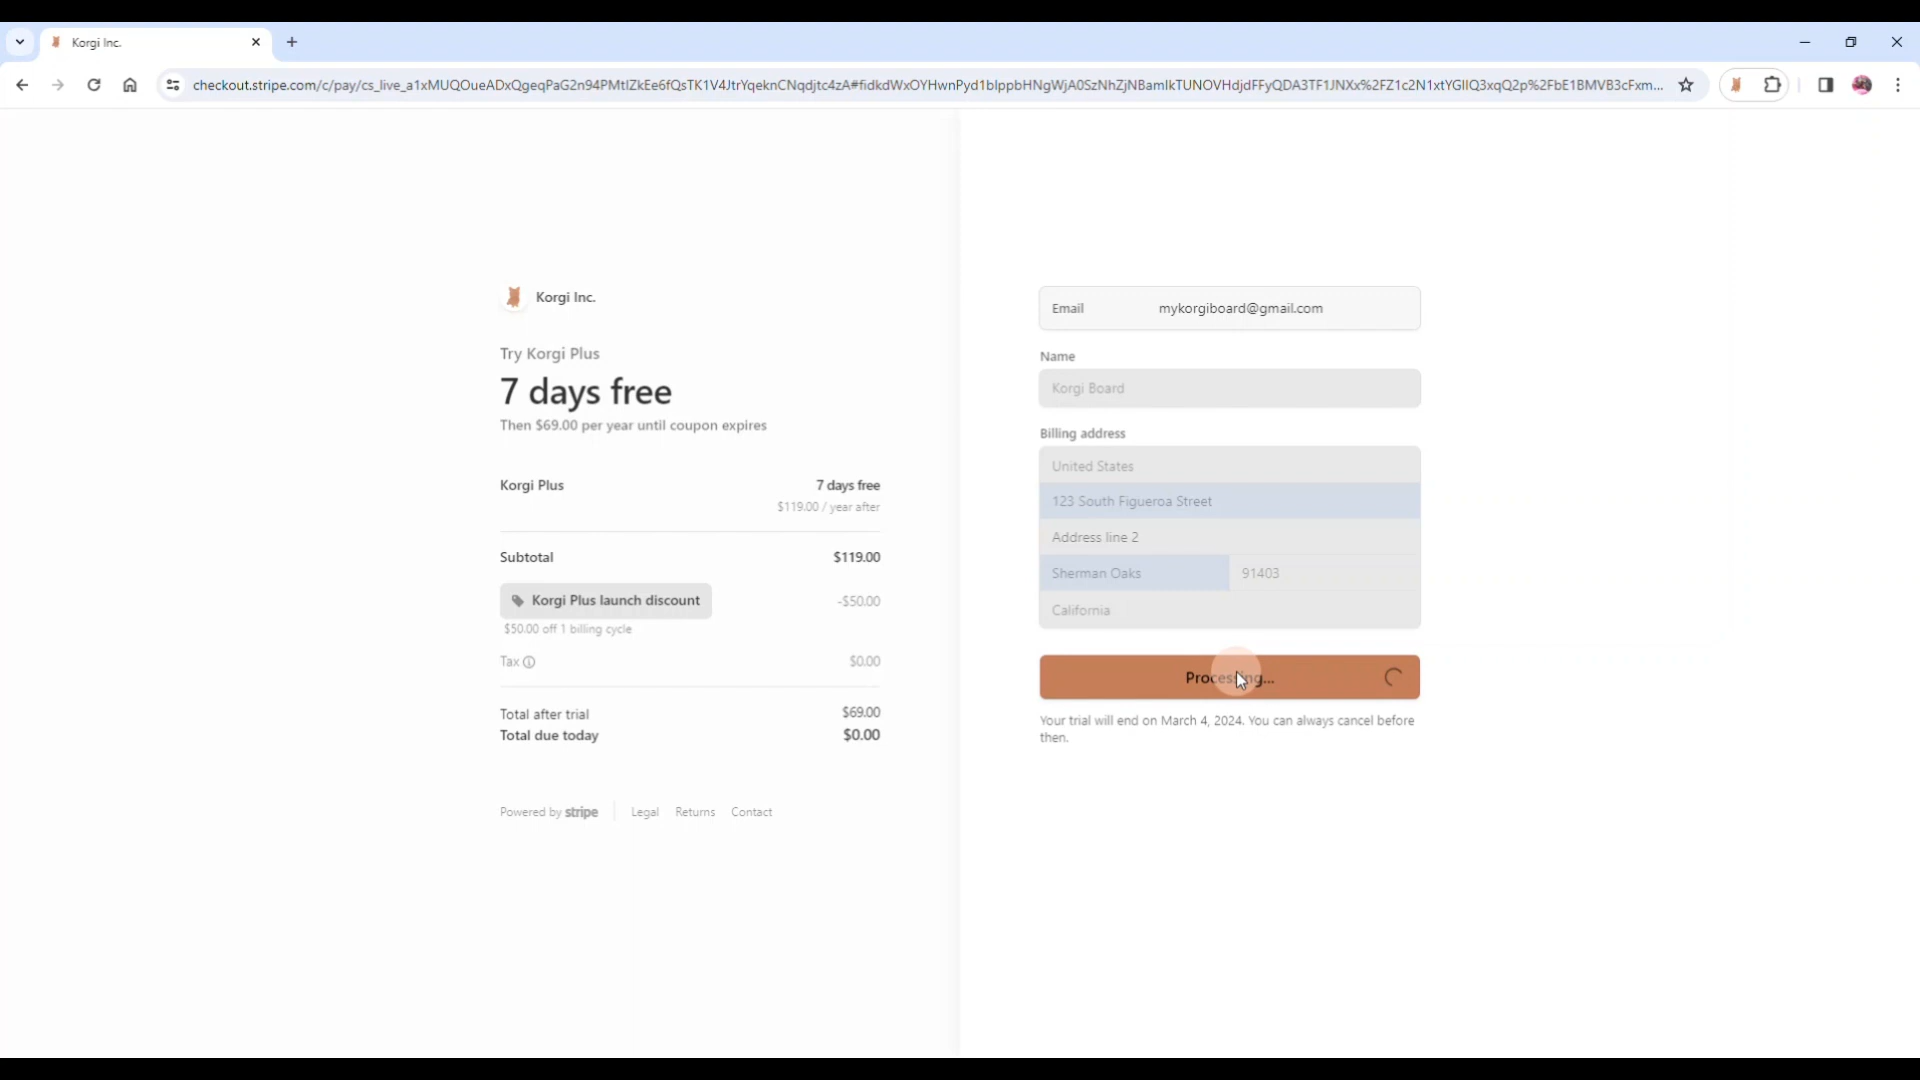 Korgi Inc.
checkout.stripe.com/c/pay/cs_live_a1xMUQOueADxQgeqPaG2n94PMtIZkEe6fQsTK1V4JtrYqeknCNqdjtc4zA#fidkdWxOYHwnPyd1blppbHNgWjA0SzNhZjNBamlkTUNOVHdjdFFyQDA3TF1JNXx%2FZ1c2N1xtYGlIQ3xqQ2p%2FbE1BMVB3cFxm...
Korgi Inc.
Try Korgi Plus
7 days free
Then $69.00 per year until coupon expires
Korgi Plus 7 days free
$119.00 / year after
Subtotal $119.00
Korgi Plus launch discount -$50.00
$50.00 off 1 billing cycle
Tax $0.00
Total after trial $69.00
Total due today $0.00
Powered by stripe Legal Returns Contact
Email mykorgiboard@gmail.com
Name
Korgi Board
Billing address
United States
123 South Figueroa Street
Address line 2
Sherman Oaks 91403
California
Processing...
Your trial will end on March 4, 2024. You can always cancel before
then.